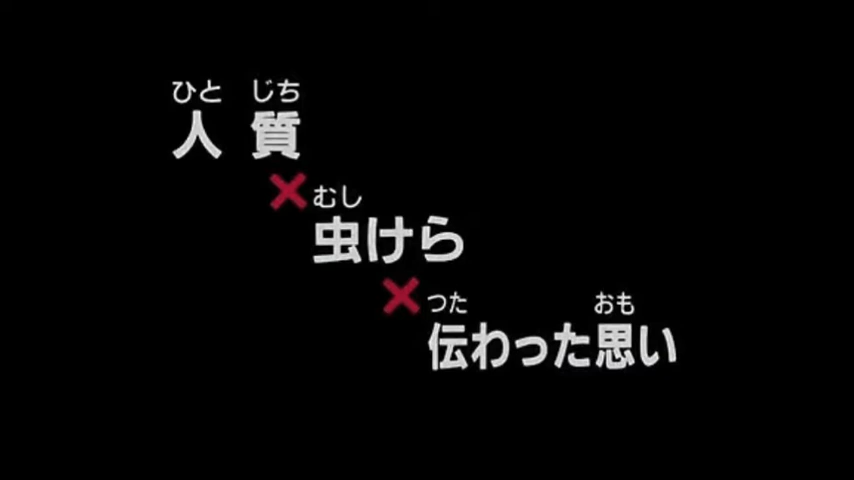 ひと じち
人 質
×むし
虫けら
×つた おも
伝わった思い